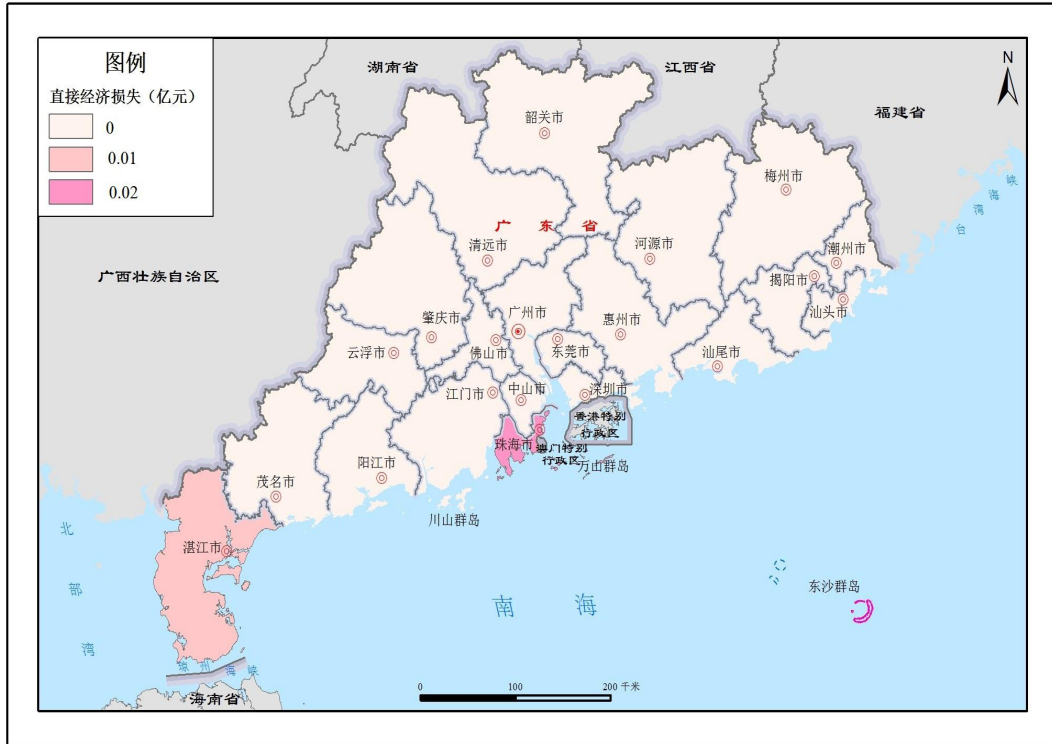 图例
直接经济损失（亿元）
0
0.01
0.02
湖南省
江西省
福建省
N
韶关市
梅州市
台湾海峡
广东省
清远市
河源市
潮州市
揭阳市
汕头市
广西壮族自治区
肇庆市
广州市
惠州市
云浮市
佛山市
东莞市
汕尾市
江门市
中山市
深圳市
香港特别
行政区
珠海市
澳门特别
行政区
万山群岛
阳江市
茂名市
川山群岛
湛江市
北部湾
东沙群岛
南海
琼州海峡
海南省
0
100
200 千米